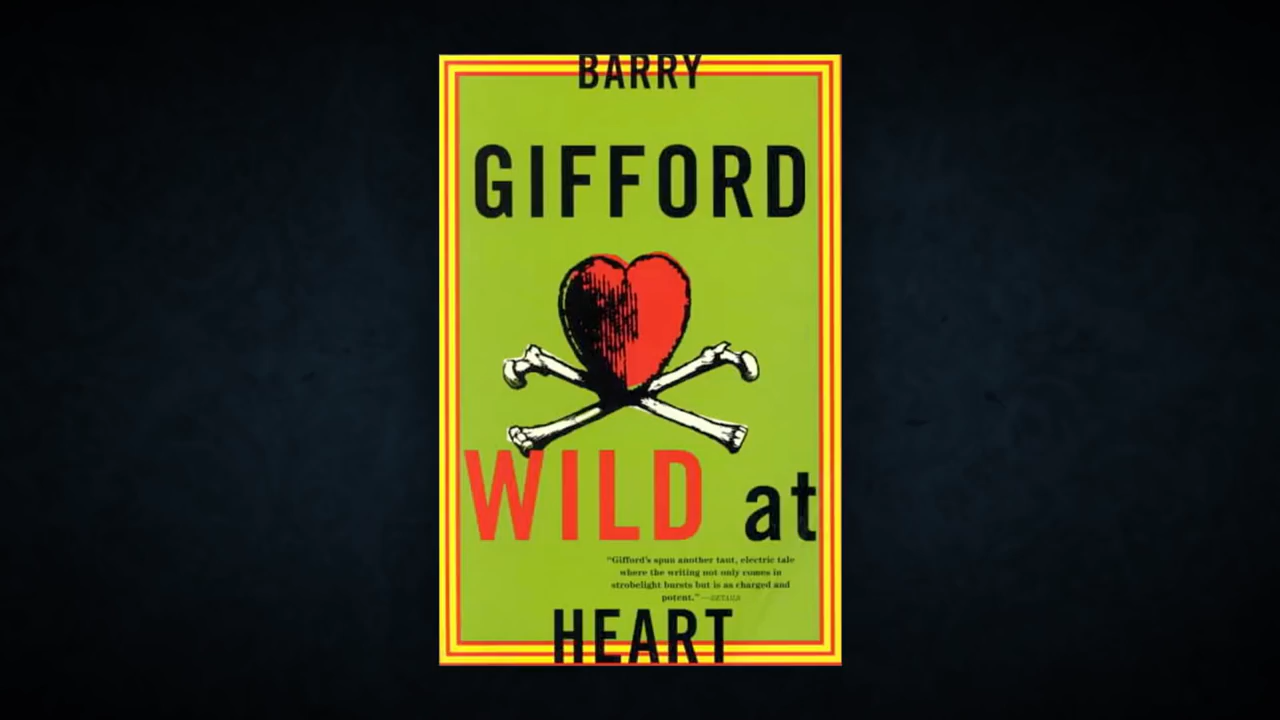 BARRY
GIFFORD
WILD at
"Gifford's spun another taut, electric tale
where the writing not only comes in
strobelight bursts but is as charged and
potent."—DETAILS
HEART